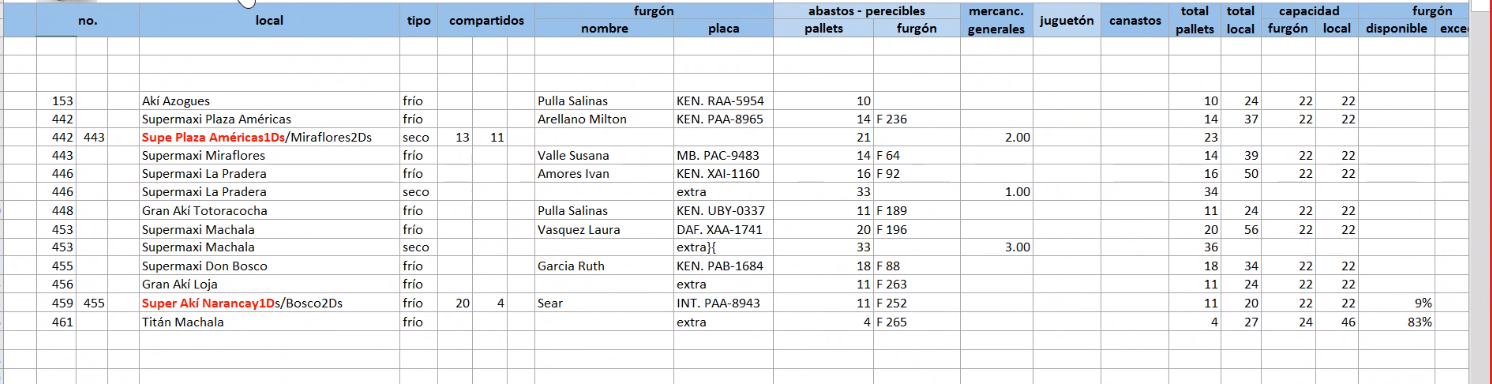 no. local tipo compartidos furgón abastos - perecibles mercanc. generales juguetón canastos total pallets total local capacidad furgón
nombre placa pallets furgón furgón local disponible
153 Akí Azogues frío Pulla Salinas KEN. RAA-5954 10 10 24 22 22
442 Supermaxi Plaza Américas frío Arellano Milton KEN. PAA-8965 14 F 236 14 37 22 22
442 443 Supe Plaza Américas1Ds/Miraflores2Ds seco 13 11 21 2.00 23
443 Supermaxi Miraflores frío Valle Susana MB. PAC-9483 14 F 64 14 39 22 22
446 Supermaxi La Pradera frío Amores Ivan KEN. XAI-1160 16 F 92 16 50 22 22
446 Supermaxi La Pradera seco extra 33 1.00 34
448 Gran Akí Totoracocha frío Pulla Salinas KEN. UBY-0337 11 F 189 11 24 22 22
453 Supermaxi Machala frío Vasquez Laura DAF. XAA-1741 20 F 196 20 56 22 22
453 Supermaxi Machala seco extra}{ 33 3.00 36
455 Supermaxi Don Bosco frío Garcia Ruth KEN. PAB-1684 18 F 88 18 34 22 22
456 Gran Akí Loja frío extra 11 F 263 11 24 22 22
459 455 Super Akí Narancay1Ds/Bosco2Ds frío 20 4 Sear INT. PAA-8943 11 F 252 11 20 22 22 9%
461 Titán Machala frío extra 4 F 265 4 27 24 46 83%